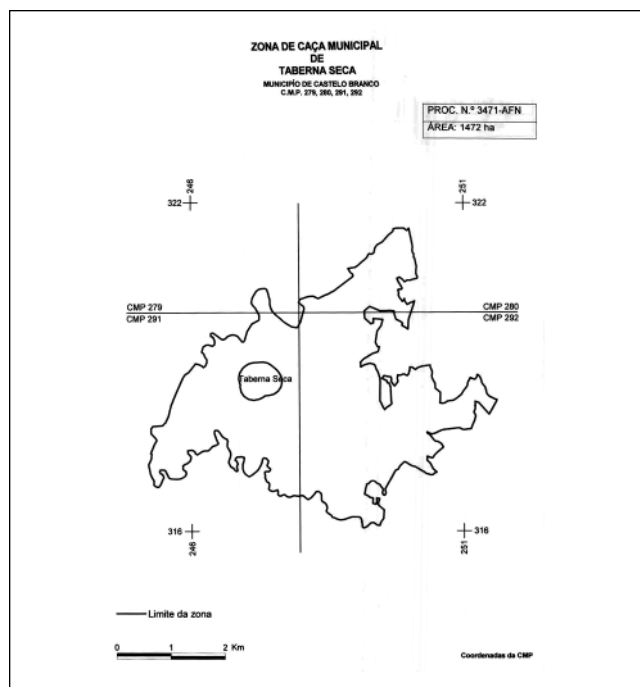 ZONA DE CAÇA MUNICIPAL
DE
TABERNA SECA
MUNICIPÍO DE CASTELO BRANCO
C.M.P. 279, 280, 291, 292
PROC. N.º 3471-AFN
ÁREA: 1472 ha
246
251
322
322
CMP 279
CMP 280
CMP 291
CMP 292
Taberna Seca
316
316
246
251
Limite da zona
0 1 2 Km
Coordenadas da CMP